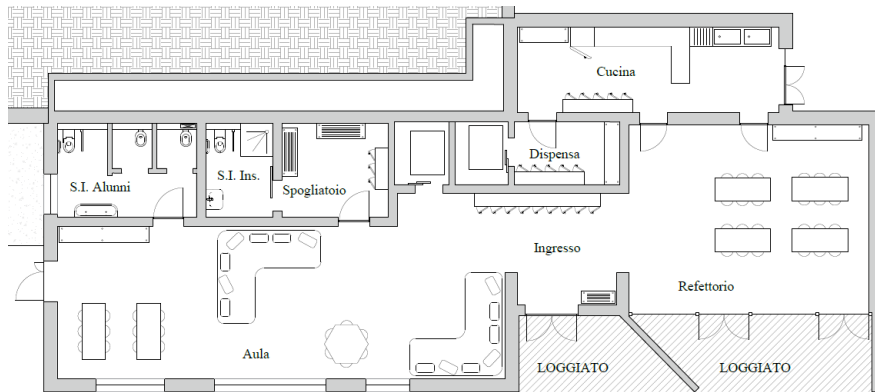 Cucina
Dispensa
S.I. Ins.
S.I. Alunni
Spogliatoio
Ingresso
Refettorio
Aula
LOGGIATO
LOGGIATO